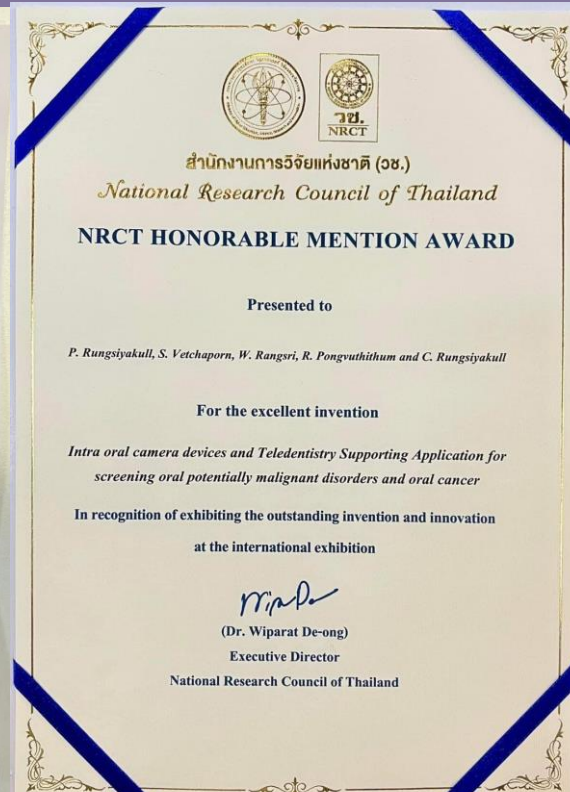 วช.
NRCT
สำนักงานการวิจัยแห่งชาติ (วช.)
National Research Council of Thailand
NRCT HONORABLE MENTION AWARD
Presented to
P. Rungsiyakull, S. Vetchaporn, W. Rangsri, R. Pongvuthithum and C. Rungsiyakull
For the excellent invention
Intra oral camera devices and Teledentistry Supporting Application for
screening oral potentially malignant disorders and oral cancer
In recognition of exhibiting the outstanding invention and innovation
at the international exhibition
(Dr. Wiparat De-ong)
Executive Director
National Research Council of Thailand